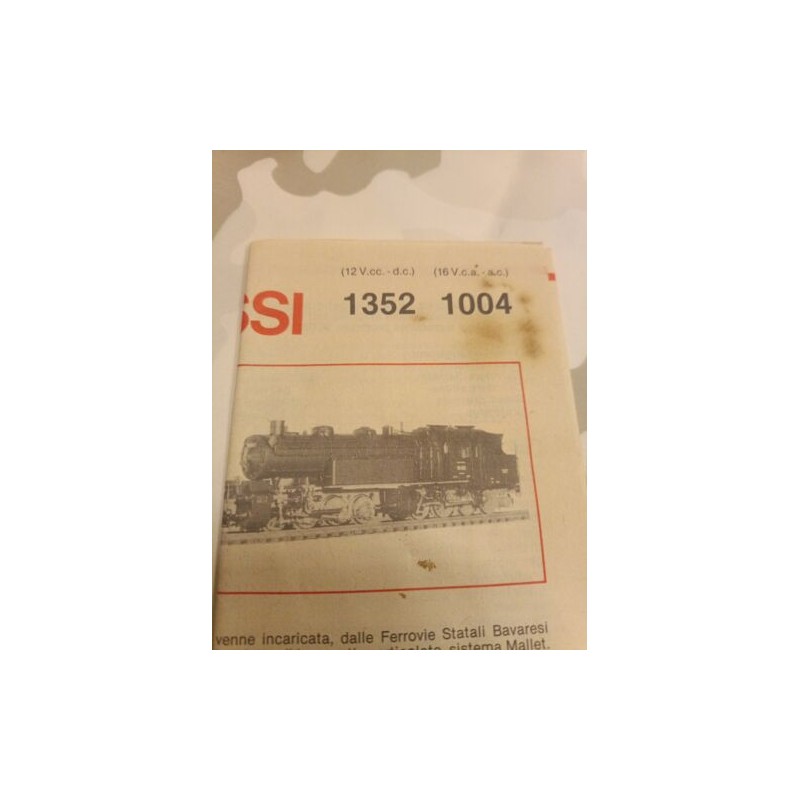 (12 V.cc. - d.c.) (16 V.c.a. - a.c.)
SSI 1352 1004
venne incaricata, dalle Ferrovie Statali Bavaresi
sistema Mallet.